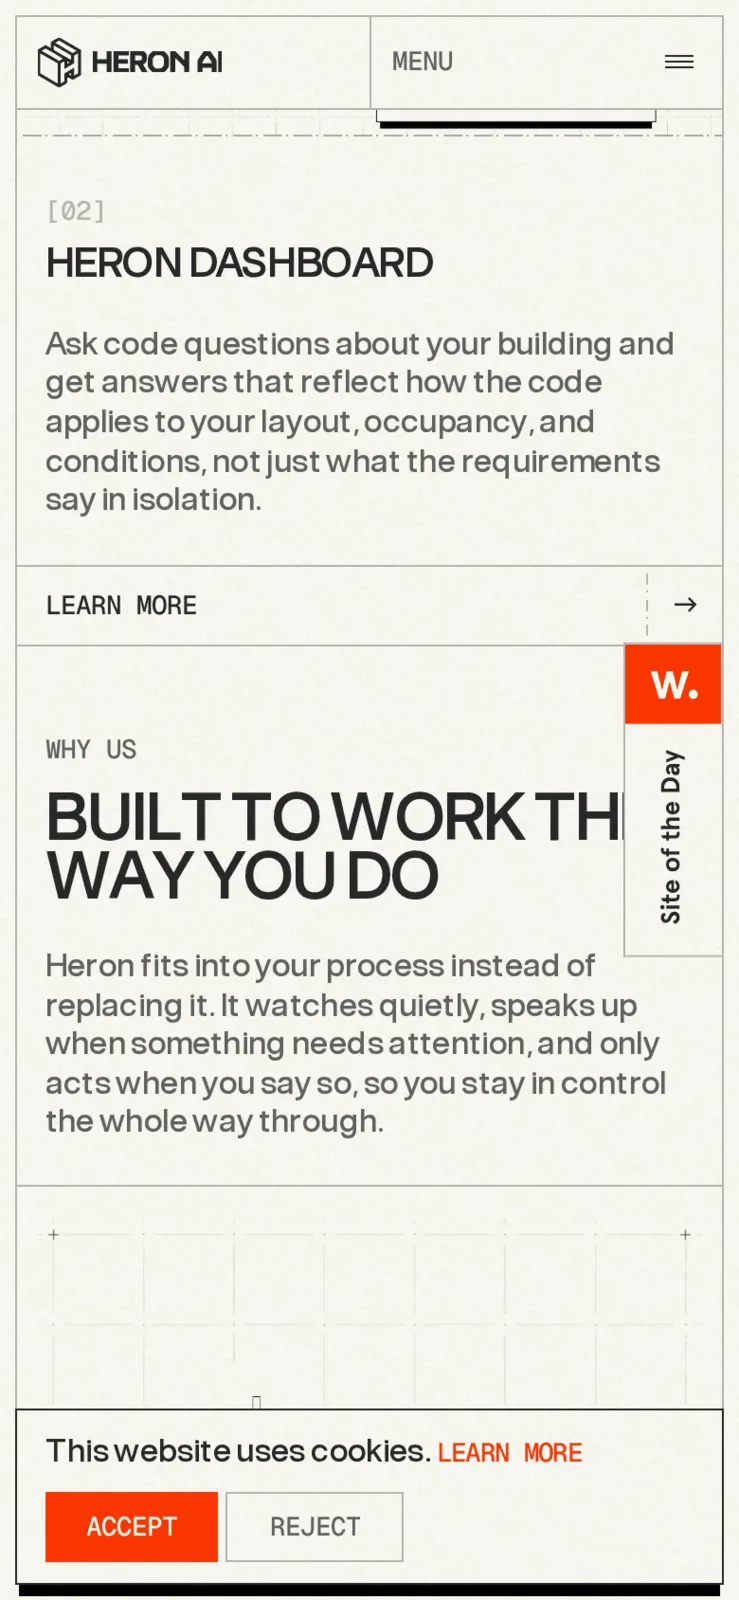 HERON AI
MENU
[02]
HERON DASHBOARD
Ask code questions about your building and
get answers that reflect how the code
applies to your layout, occupancy, and
conditions, not just what the requirements
say in isolation.
LEARN MORE
W.
Site of the Day
WHY US
BUILT TO WORK
WAY YOU DO
Heron fits into your process instead of
replacing it. It watches quietly, speaks up
when something needs attention, and only
acts when you say so, so you stay in control
the whole way through.
This website uses cookies. LEARN MORE
ACCEPT
REJECT